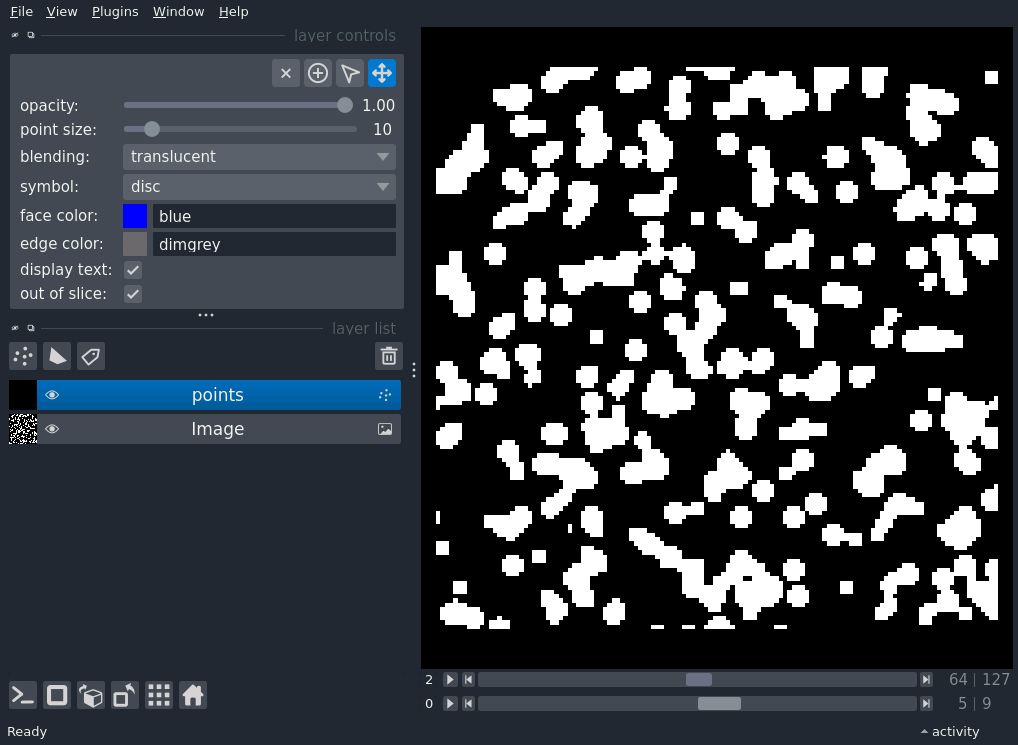 File View Plugins Window Help
layer controls
opacity: 1.00
point size: 10
blending: translucent
symbol: disc
face color: blue
edge color: dimgrey
display text:
out of slice:
layer list
points
Image
2 64 | 127
0 5 | 9
Ready activity